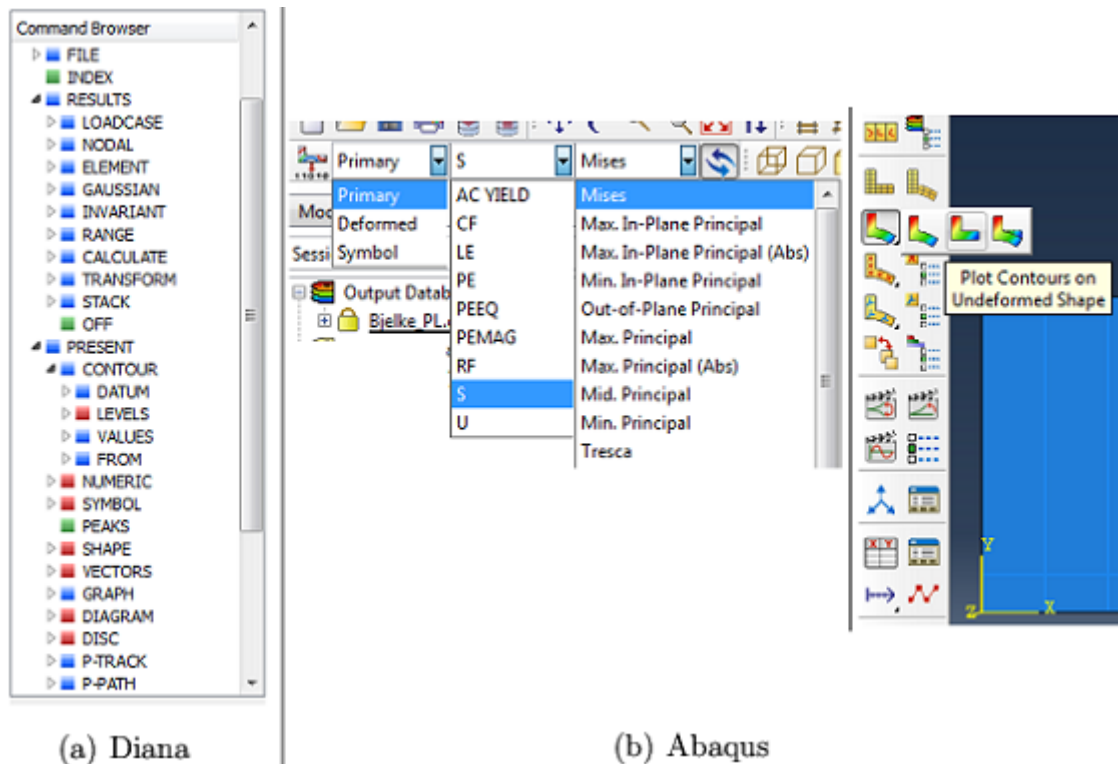 Command Browser
FILE
INDEX
RESULTS
LOADCASE
NODAL
ELEMENT
GAUSSIAN
INVARIANT
RANGE
CALCULATE
TRANSFORM
STACK
OFF
PRESENT
CONTOUR
DATUM
LEVELS
VALUES
FROM
NUMERIC
SYMBOL
PEAKS
SHAPE
VECTORS
GRAPH
DIAGRAM
DISC
P-TRACK
P-PATH
(a) Diana
Primary S Mises
Primary AC YIELD Mises
Moc Deformed CF Max. In-Plane Principal
Sessi Symbol LE Max. In-Plane Principal (Abs)
PE Min. In-Plane Principal
Output Datab PEEQ Out-of-Plane Principal
Bjelke_PL. PEMAG Max. Principal
RF Max. Principal (Abs)
S Mid. Principal
U Min. Principal
Tresca
Plot Contours on
Undeformed Shape
X Y
Y
Z X
(b) Abaqus